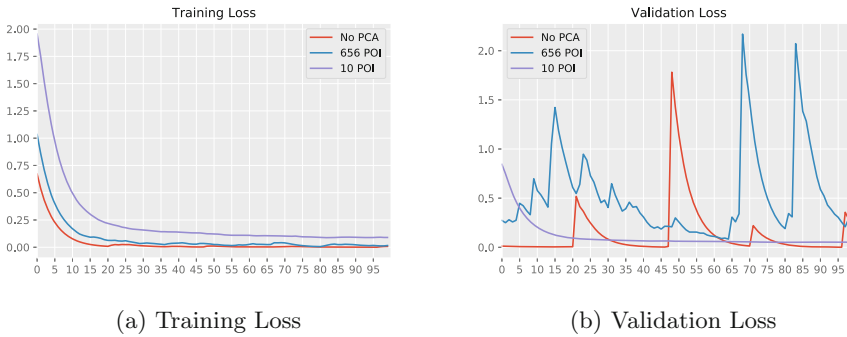 Training Loss
2.00
1.75
1.50
1.25
1.00
0.75
0.50
0.25
0.00
No PCA
656 POI
10 POI
0 5 10 15 20 25 30 35 40 45 50 55 60 65 70 75 80 85 90 95
(a) Training Loss
Validation Loss
2.0
1.5
1.0
0.5
0.0
No PCA
656 POI
10 POI
0 5 10 15 20 25 30 35 40 45 50 55 60 65 70 75 80 85 90 95
(b) Validation Loss